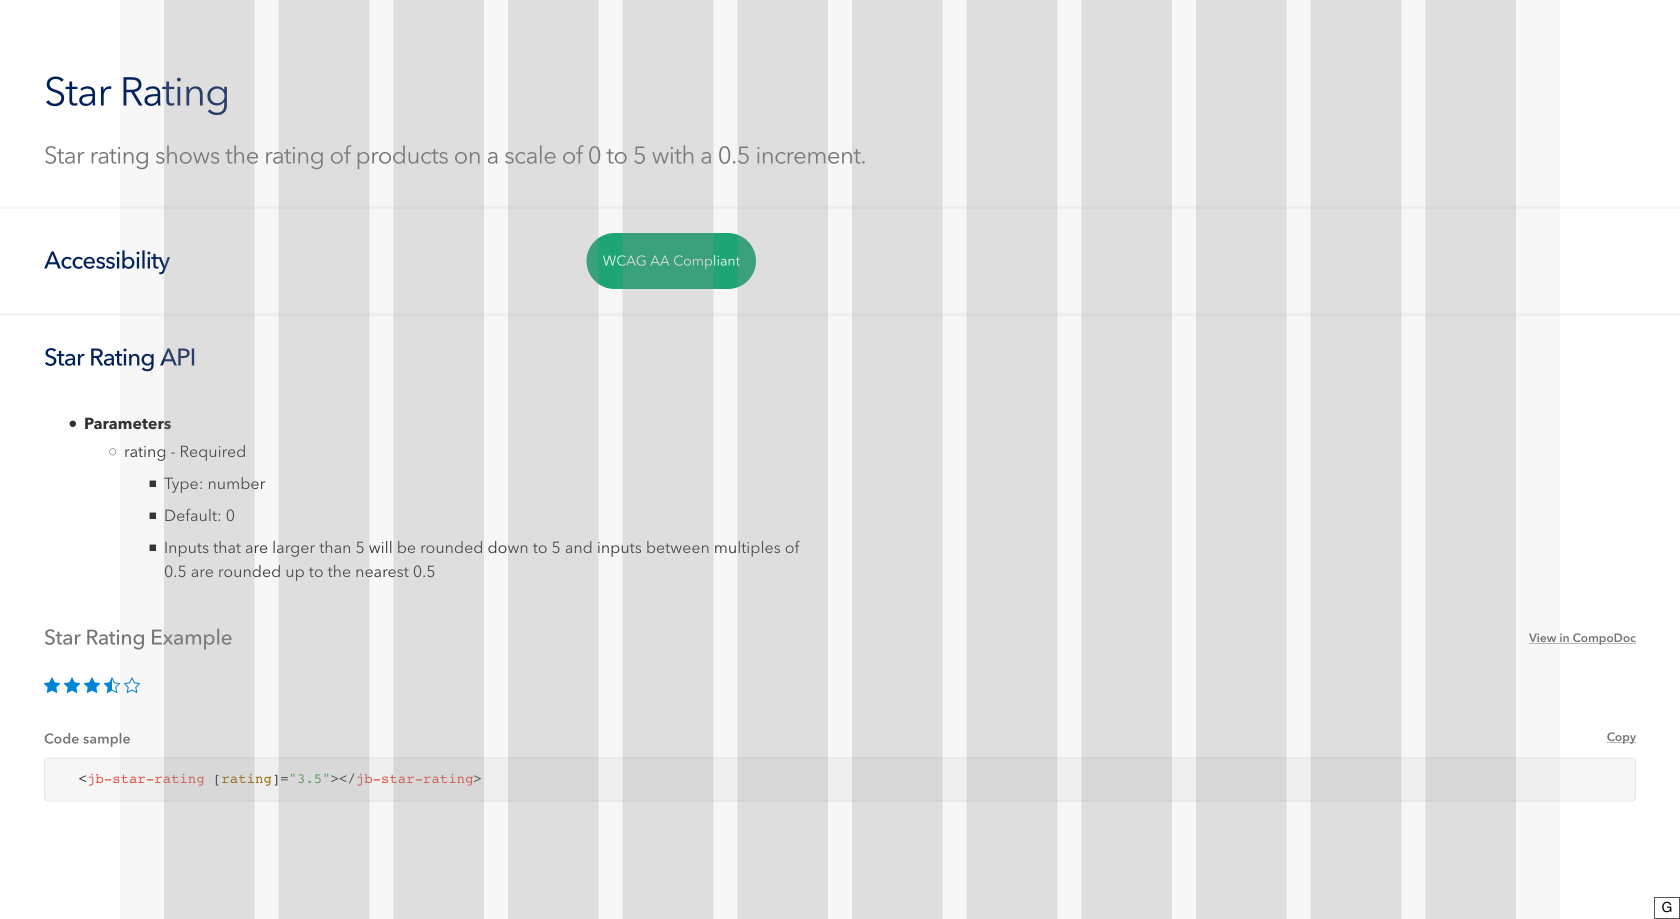 Star Rating
Star rating shows the rating of products on a scale of 0 to 5 with a 0.5 increment.
Accessibility
WCAG AA Compliant
Star Rating API
Parameters
rating - Required
Type: number
Default: 0
Inputs that are larger than 5 will be rounded down to 5 and inputs between multiples of
0.5 are rounded up to the nearest 0.5
Star Rating Example
View in CompoDoc
Code sample
Copy
<jb-star-rating [rating]="3.5"></jb-star-rating>
G